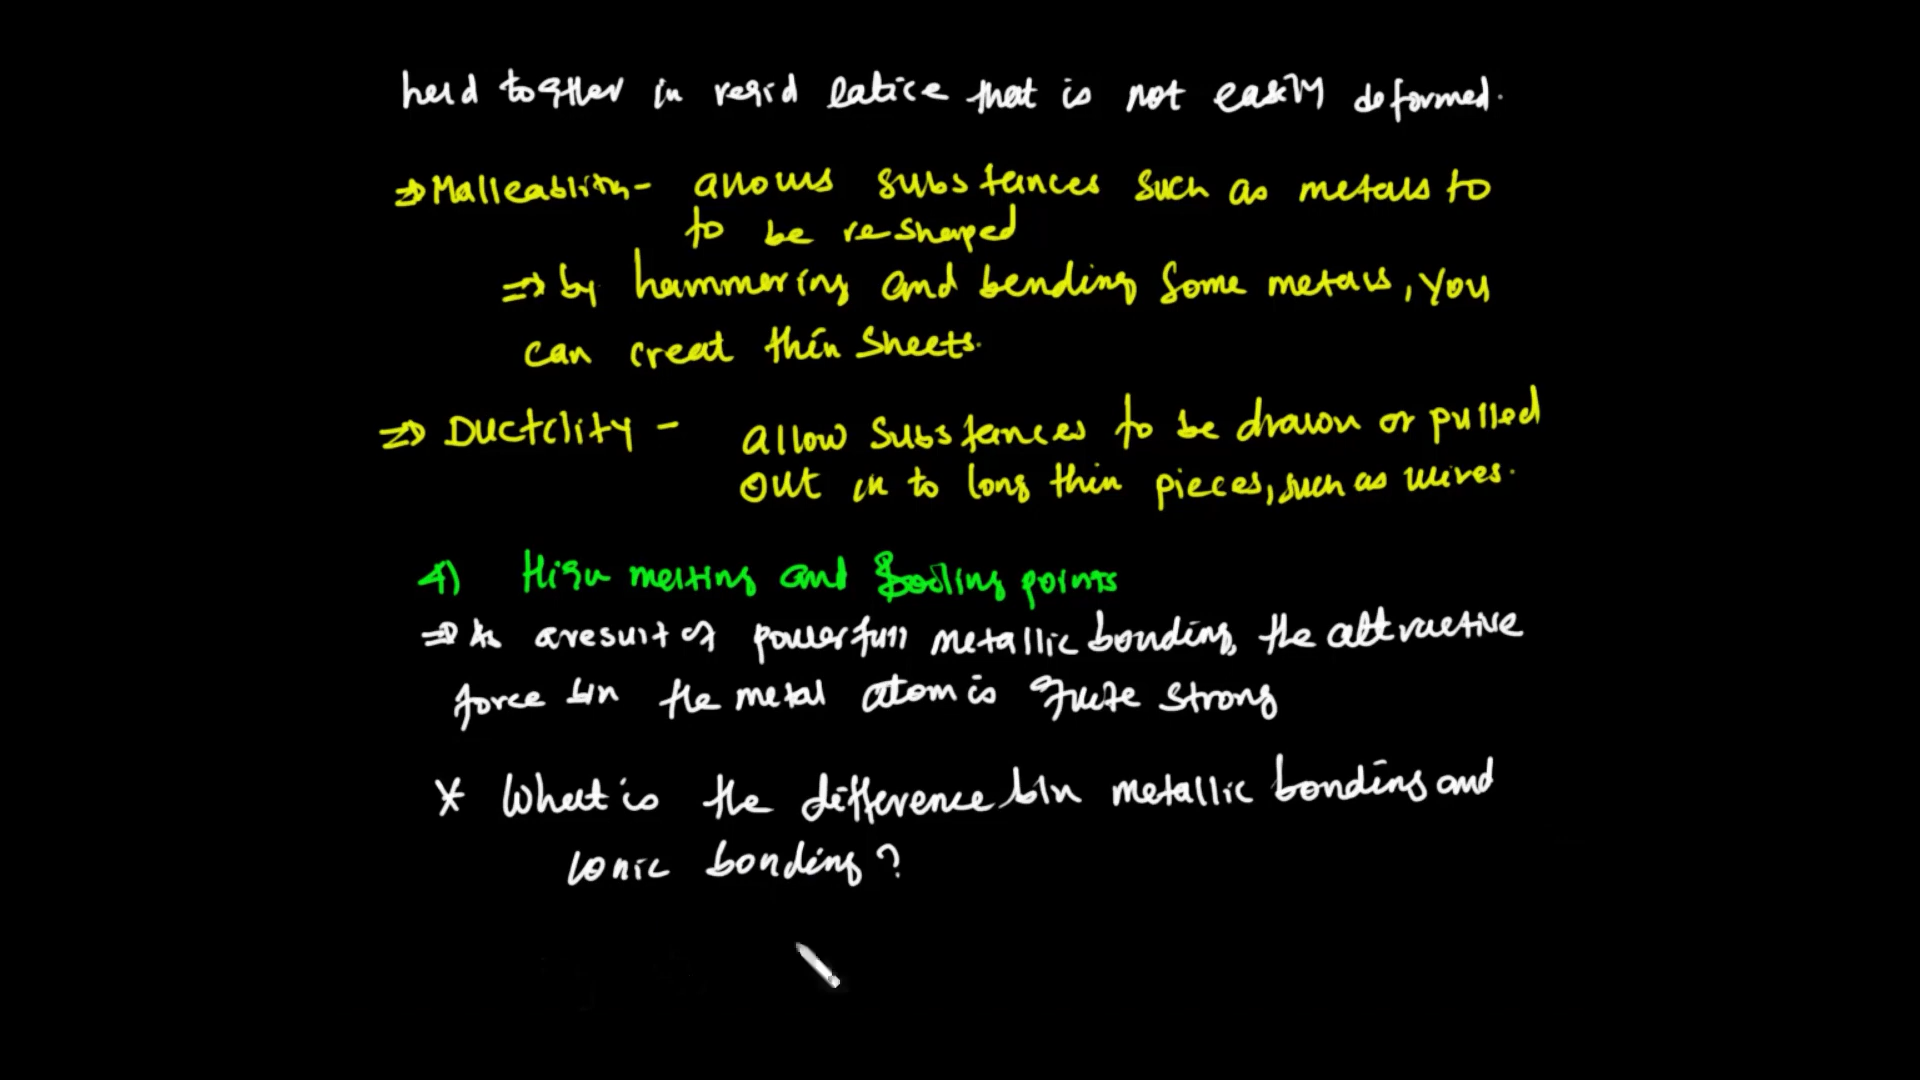 held together in regid latice that is not easily deformed.
⇒ Malleablity - allows substances such as metals to
to be re shaped
⇒ by hammering and bending some metals, you
can creat thin sheets.
⇒ Ductility - allow substances to be drawn or pulled
out in to long thin pieces, such as wires.
4) High melting and Boiling points
⇒ As a result of powerfull metallic bonding, the attractive
force b/n the metal atom is quite strong
* What is the difference b/n metallic bonding and
ionic bonding?